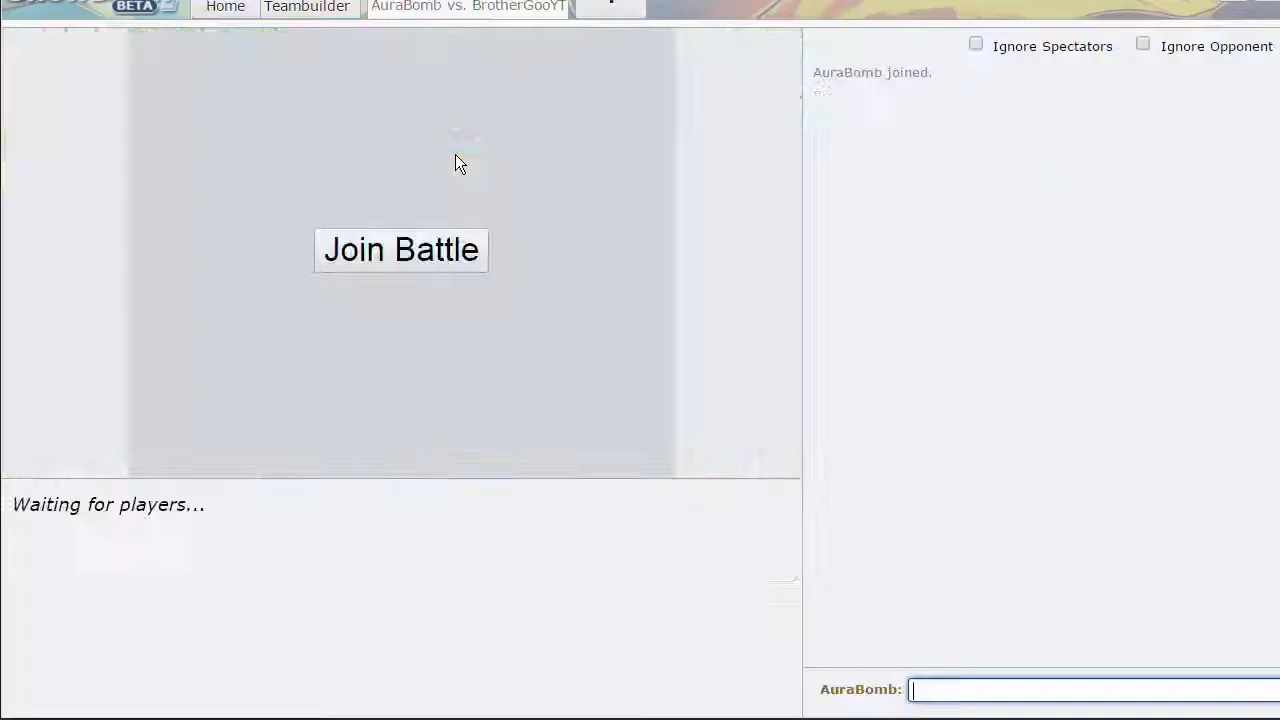 BETA
Home
Teambuilder
AuraBomb vs. BrotherGooYT
Ignore Spectators
Ignore Opponent
AuraBomb joined.
Join Battle
Waiting for players...
AuraBomb: